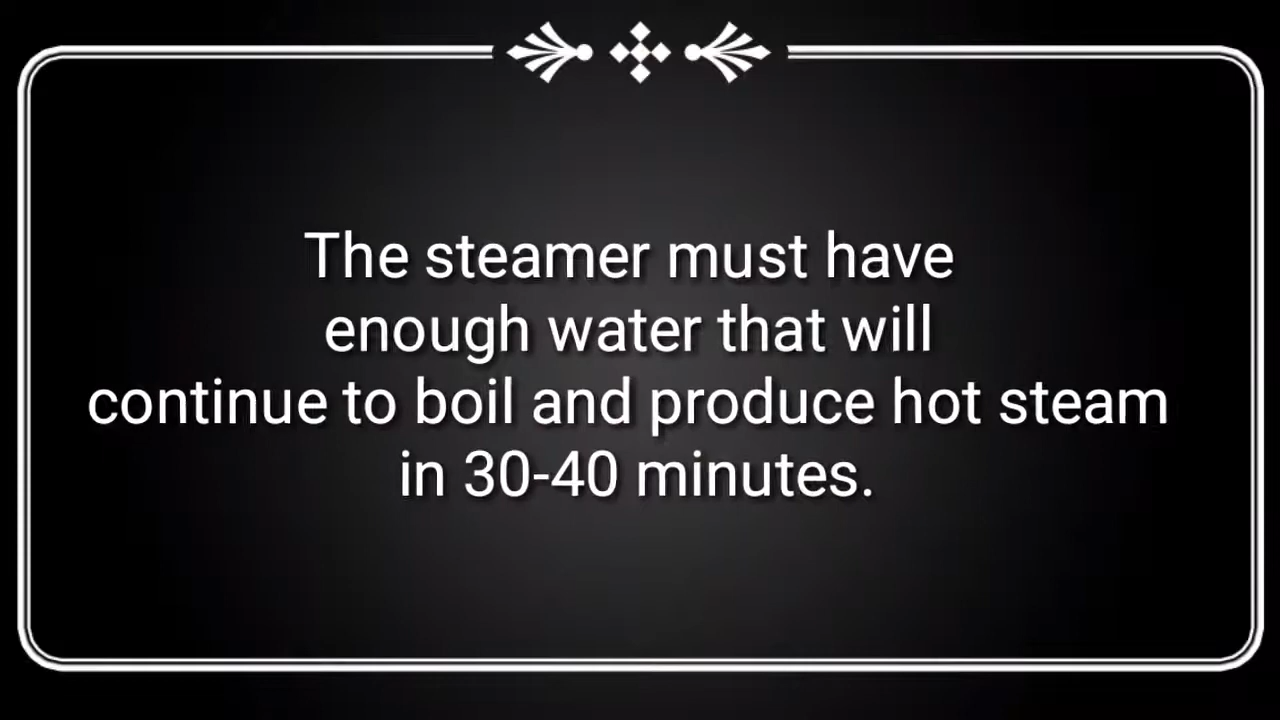 The steamer must have
enough water that will
continue to boil and produce hot steam
in 30-40 minutes.